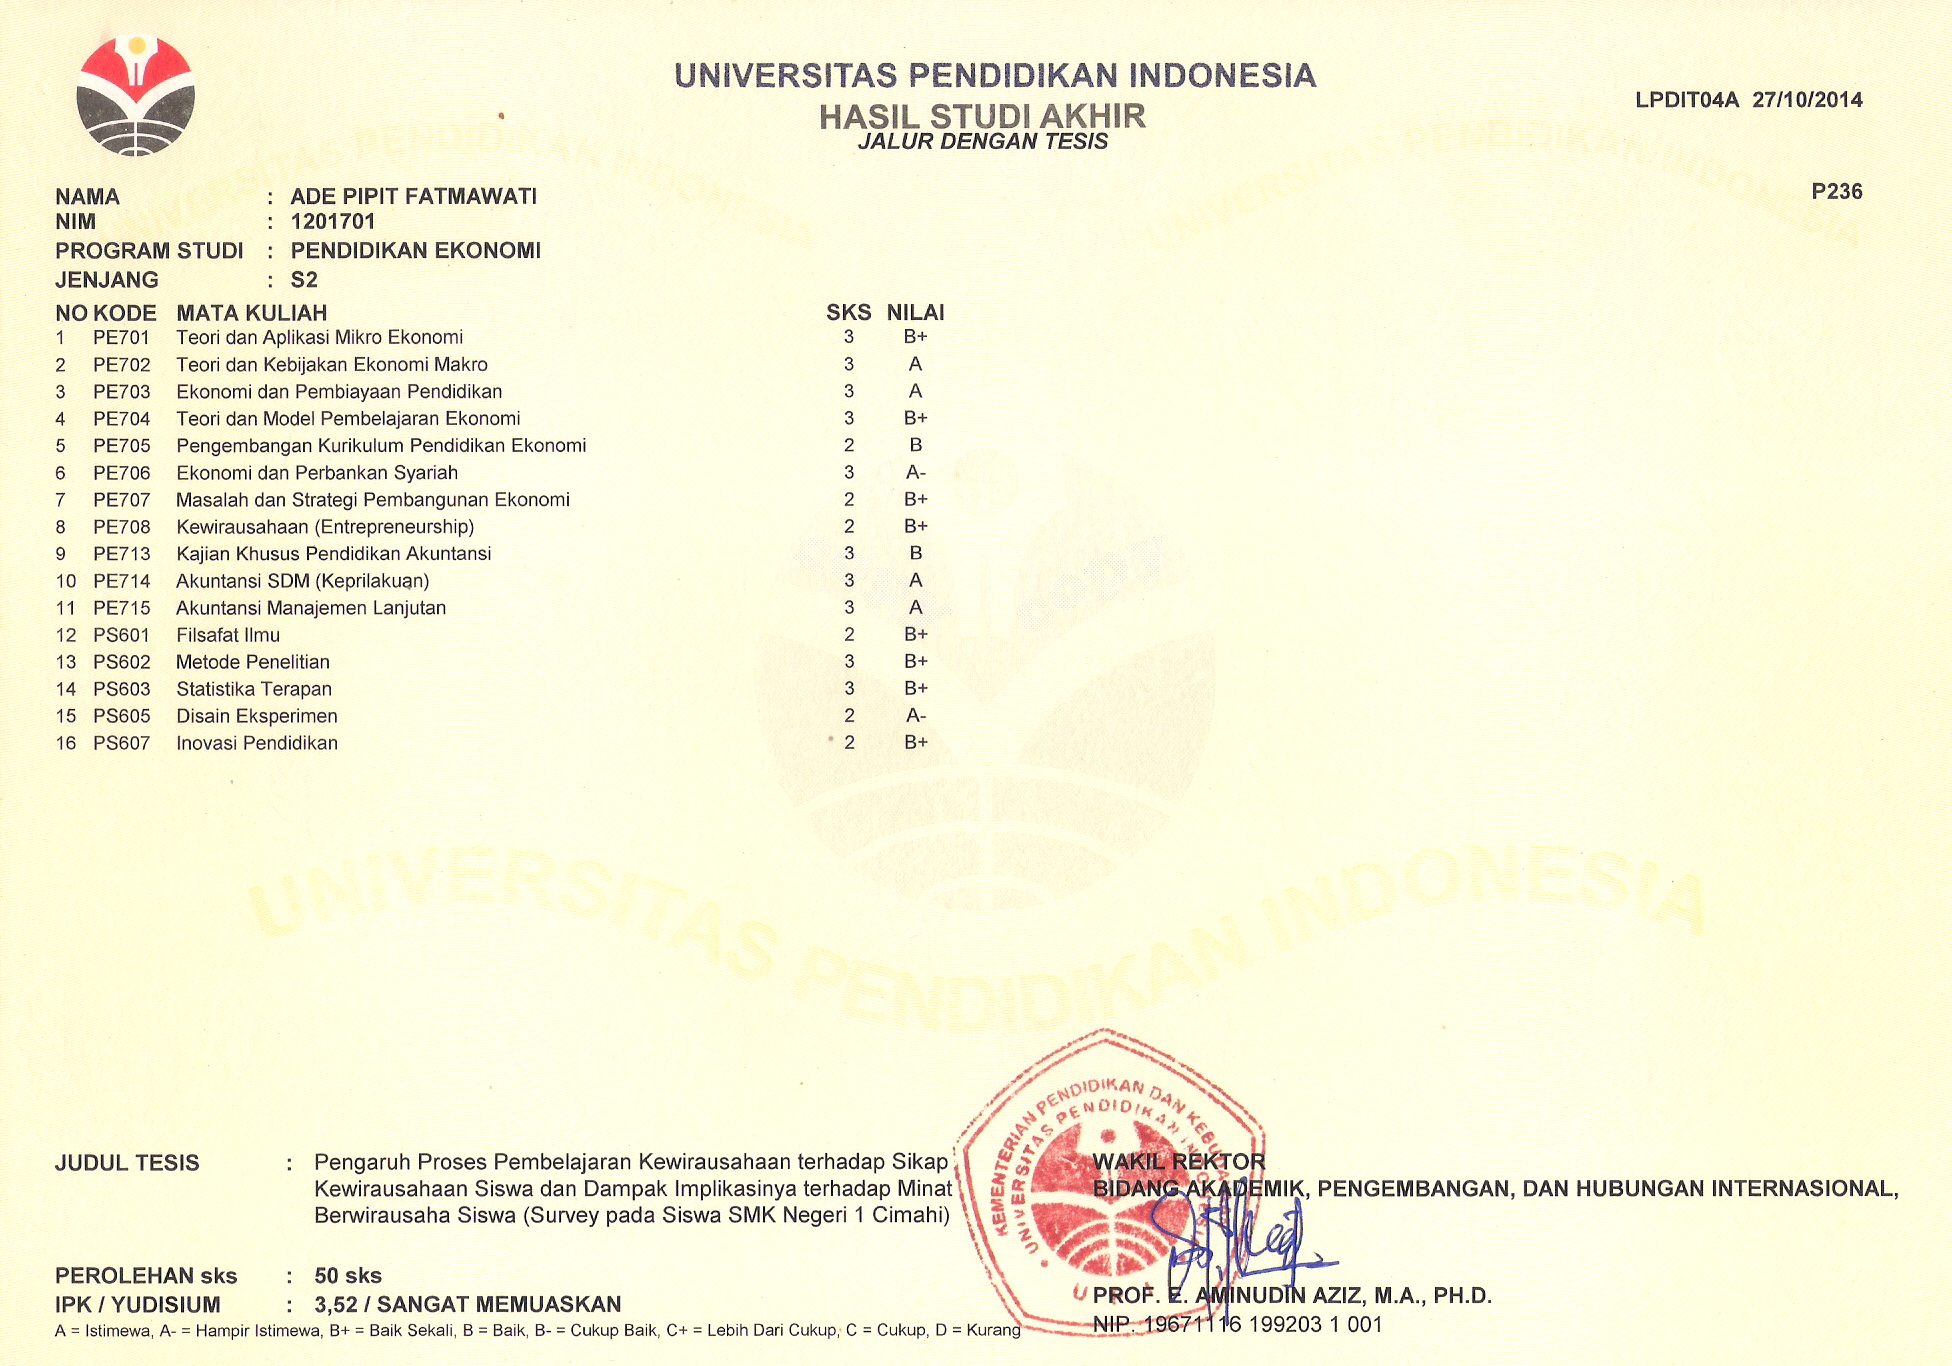 UNIVERSITAS PENDIDIKAN INDONESIA
HASIL STUDI AKHIR
JALUR DENGAN TESIS
LPDIT04A 27/10/2014
P236
NAMA : ADE PIPIT FATMAWATI
NIM : 1201701
PROGRAM STUDI : PENDIDIKAN EKONOMI
JENJANG : S2
NO KODE MATA KULIAH SKS NILAI
1 PE701 Teori dan Aplikasi Mikro Ekonomi 3 B+
2 PE702 Teori dan Kebijakan Ekonomi Makro 3 A
3 PE703 Ekonomi dan Pembiayaan Pendidikan 3 A
4 PE704 Teori dan Model Pembelajaran Ekonomi 3 B+
5 PE705 Pengembangan Kurikulum Pendidikan Ekonomi 2 B
6 PE706 Ekonomi dan Perbankan Syariah 3 A-
7 PE707 Masalah dan Strategi Pembangunan Ekonomi 2 B+
8 PE708 Kewirausahaan (Entrepreneurship) 2 B+
9 PE713 Kajian Khusus Pendidikan Akuntansi 3 B
10 PE714 Akuntansi SDM (Keprilakuan) 3 A
11 PE715 Akuntansi Manajemen Lanjutan 3 A
12 PS601 Filsafat Ilmu 2 B+
13 PS602 Metode Penelitian 3 B+
14 PS603 Statistika Terapan 3 B+
15 PS605 Disain Eksperimen 2 A-
16 PS607 Inovasi Pendidikan 2 B+
UNIVERSITAS PENDIDIKAN INDONESIA
UNIVERSITAS PENDIDIKAN INDONESIA
UNIVERSITAS PENDIDIKAN INDONESIA
JUDUL TESIS : Pengaruh Proses Pembelajaran Kewirausahaan terhadap Sikap
Kewirausahaan Siswa dan Dampak Implikasinya terhadap Minat
Berwirausaha Siswa (Survey pada Siswa SMK Negeri 1 Cimahi)
PEROLEHAN sks : 50 sks
IPK / YUDISIUM : 3,52 / SANGAT MEMUASKAN
A = Istimewa, A- = Hampir Istimewa, B+ = Baik Sekali, B = Baik, B- = Cukup Baik, C+ = Lebih Dari Cukup, C = Cukup, D = Kurang
KEMENTERIAN PENDIDIKAN DAN
UNIVERSITAS PENDIDIKAN
WAKIL REKTOR
BIDANG AKADEMIK, PENGEMBANGAN, DAN HUBUNGAN INTERNASIONAL,
PROF. E. AMINUDIN AZIZ, M.A., PH.D.
NIP. 19671116 199203 1 001